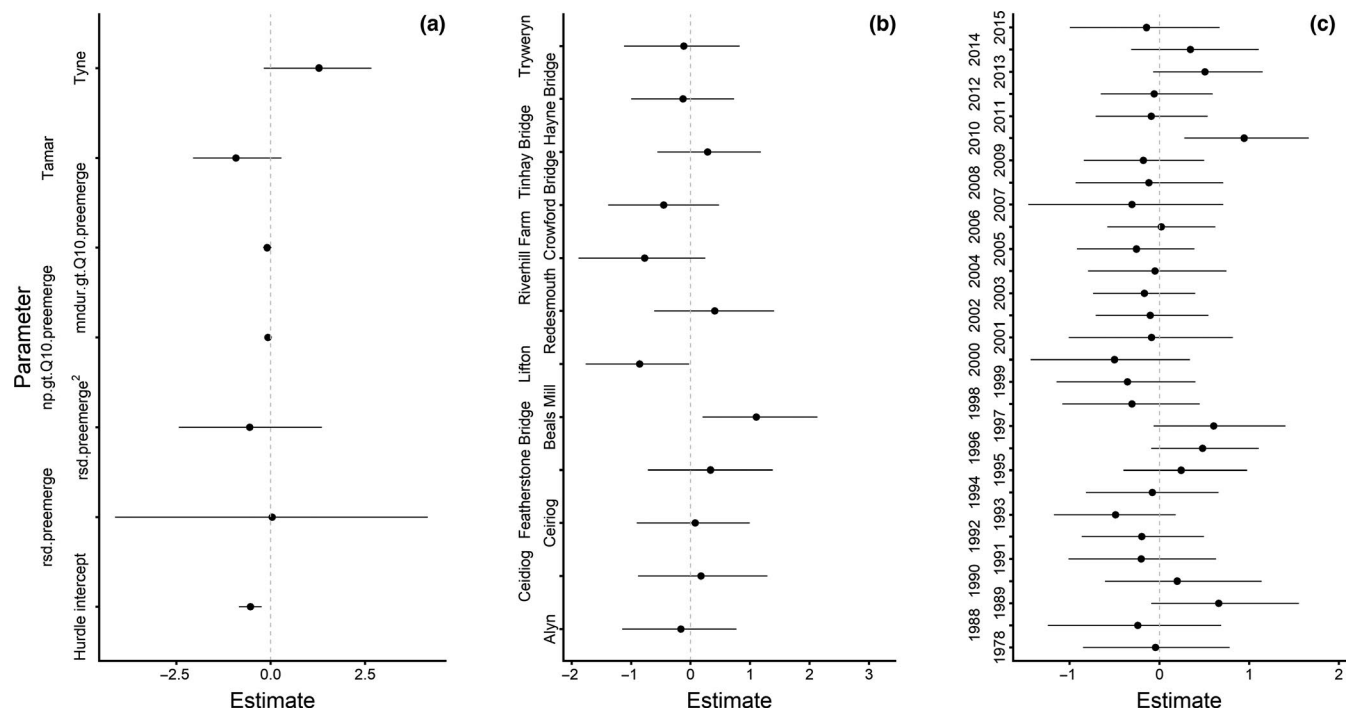 (a)
Parameter
Tyne
Tamar
mndur.gt.Q10.preemerge
np.gt.Q10.preemerge
rsd.preemerge²
rsd.preemerge
Hurdle intercept
−2.5 0 2.5
Estimate
(b)
Tryweryn
Hayne Bridge
Tinhay Bridge
Crowford Bridge
Riverhill Farm
Redesmouth
Lifton
Beals Mill
Featherstone Bridge
Ceiriog
Ceidiog
Alyn
−2 −1 0 1 2 3
Estimate
(c)
2015
2014
2013
2012
2011
2010
2009
2008
2007
2006
2005
2004
2003
2002
2001
2000
1999
1998
1997
1996
1995
1994
1993
1992
1991
1990
1989
1988
1978
−1 0 1 2
Estimate